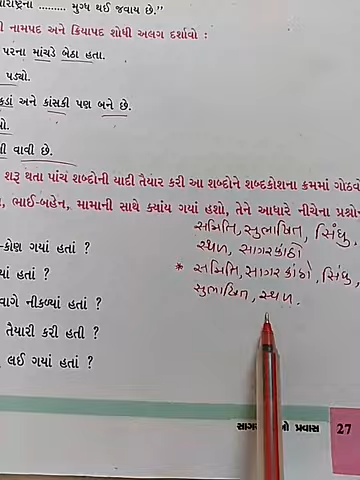 ના ......... મુગ્ધ થઈ જવાય છે.”
નામપદ અને ક્રિયાપદ શોધી અલગ દર્શાવો :
પરના માંચડે બેઠા હતા.
પડ્યો.
અને કાંસકી પણ બને છે.
વાવી છે.
શરૂ થતા પાંચ શબ્દોની યાદી તૈયાર કરી આ શબ્દોને શબ્દકોશના ક્રમમાં ગોઠવો
ભાઈ-બહેન, મામાની સાથે ક્યાંય ગયાં હશો, તેને આધારે નીચેના પ્રશ્નો
સમિતિ, સુભાષિત, સિંધુ,
સ્થળ, સાગરકાંઠો
-કોણ ગયાં હતાં ?
* સમિતિ, સાગરકાંઠો, સિંધુ,
સુભાષિત, સ્થળ.
હતાં ?
વાગે નીકળ્યાં હતાં ?
તૈયારી કરી હતી ?
લઈ ગયાં હતાં ?
પ્રવાસ 27